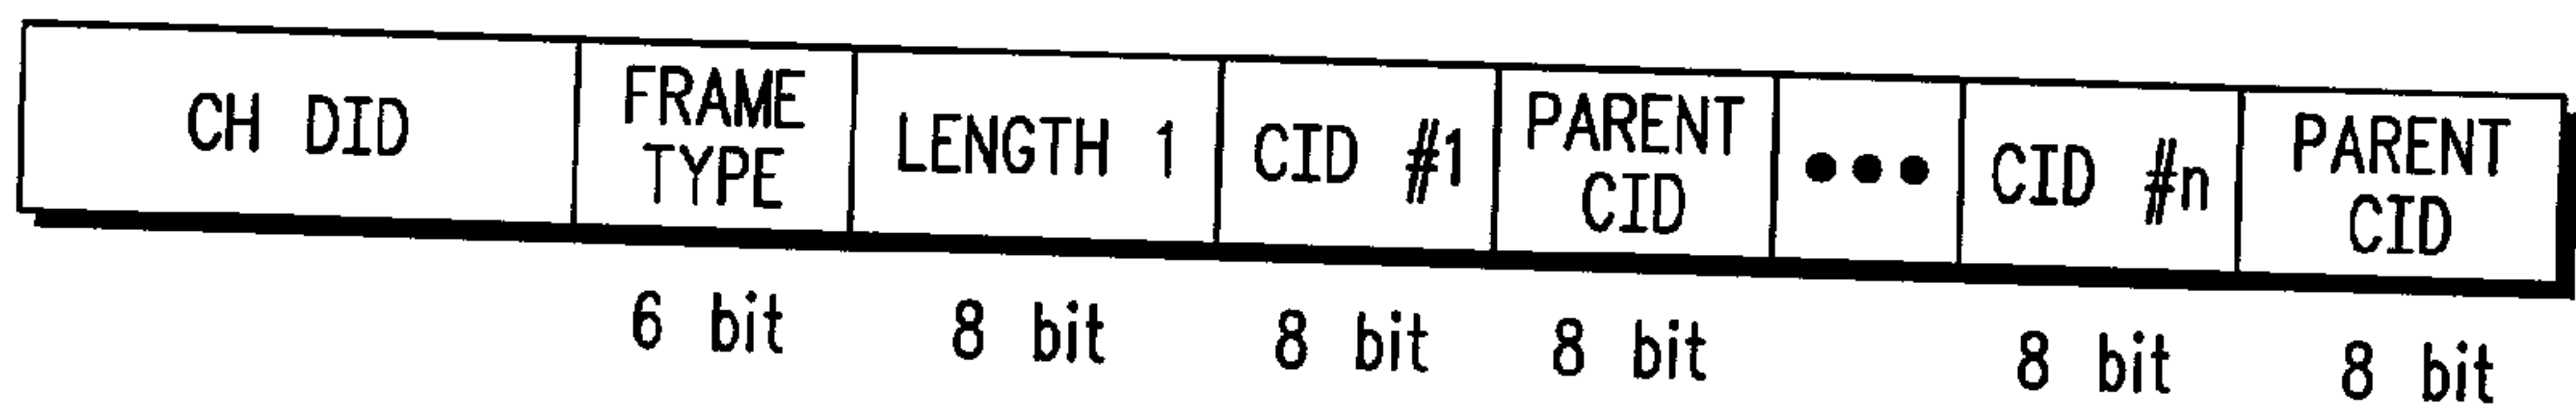 CH DID
FRAME
TYPE
LENGTH 1
CID #1
PARENT
CID
•••
CID #n
PARENT
CID
6 bit
8 bit
8 bit
8 bit
8 bit
8 bit